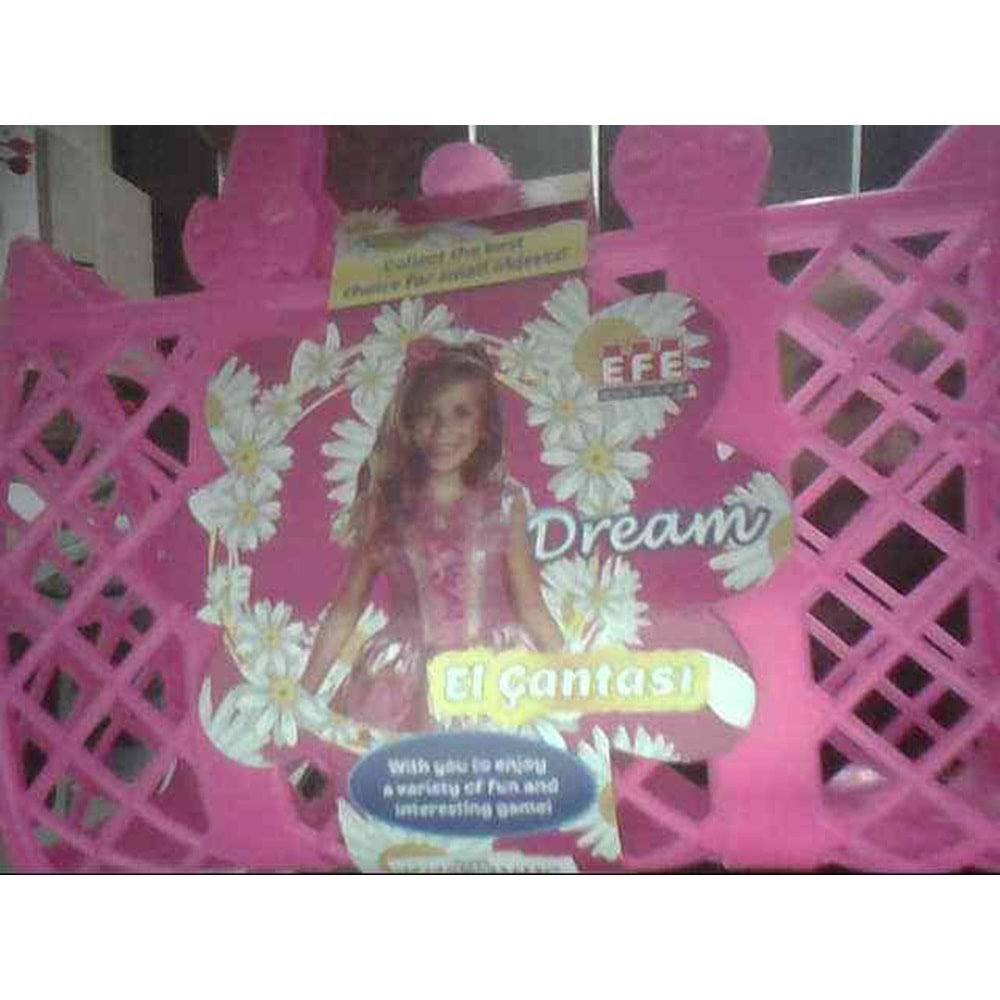 Collect the best
choice for small objects!
EFE
Dream
El Çantası
With you to enjoy
a variety of fun and
interesting game!